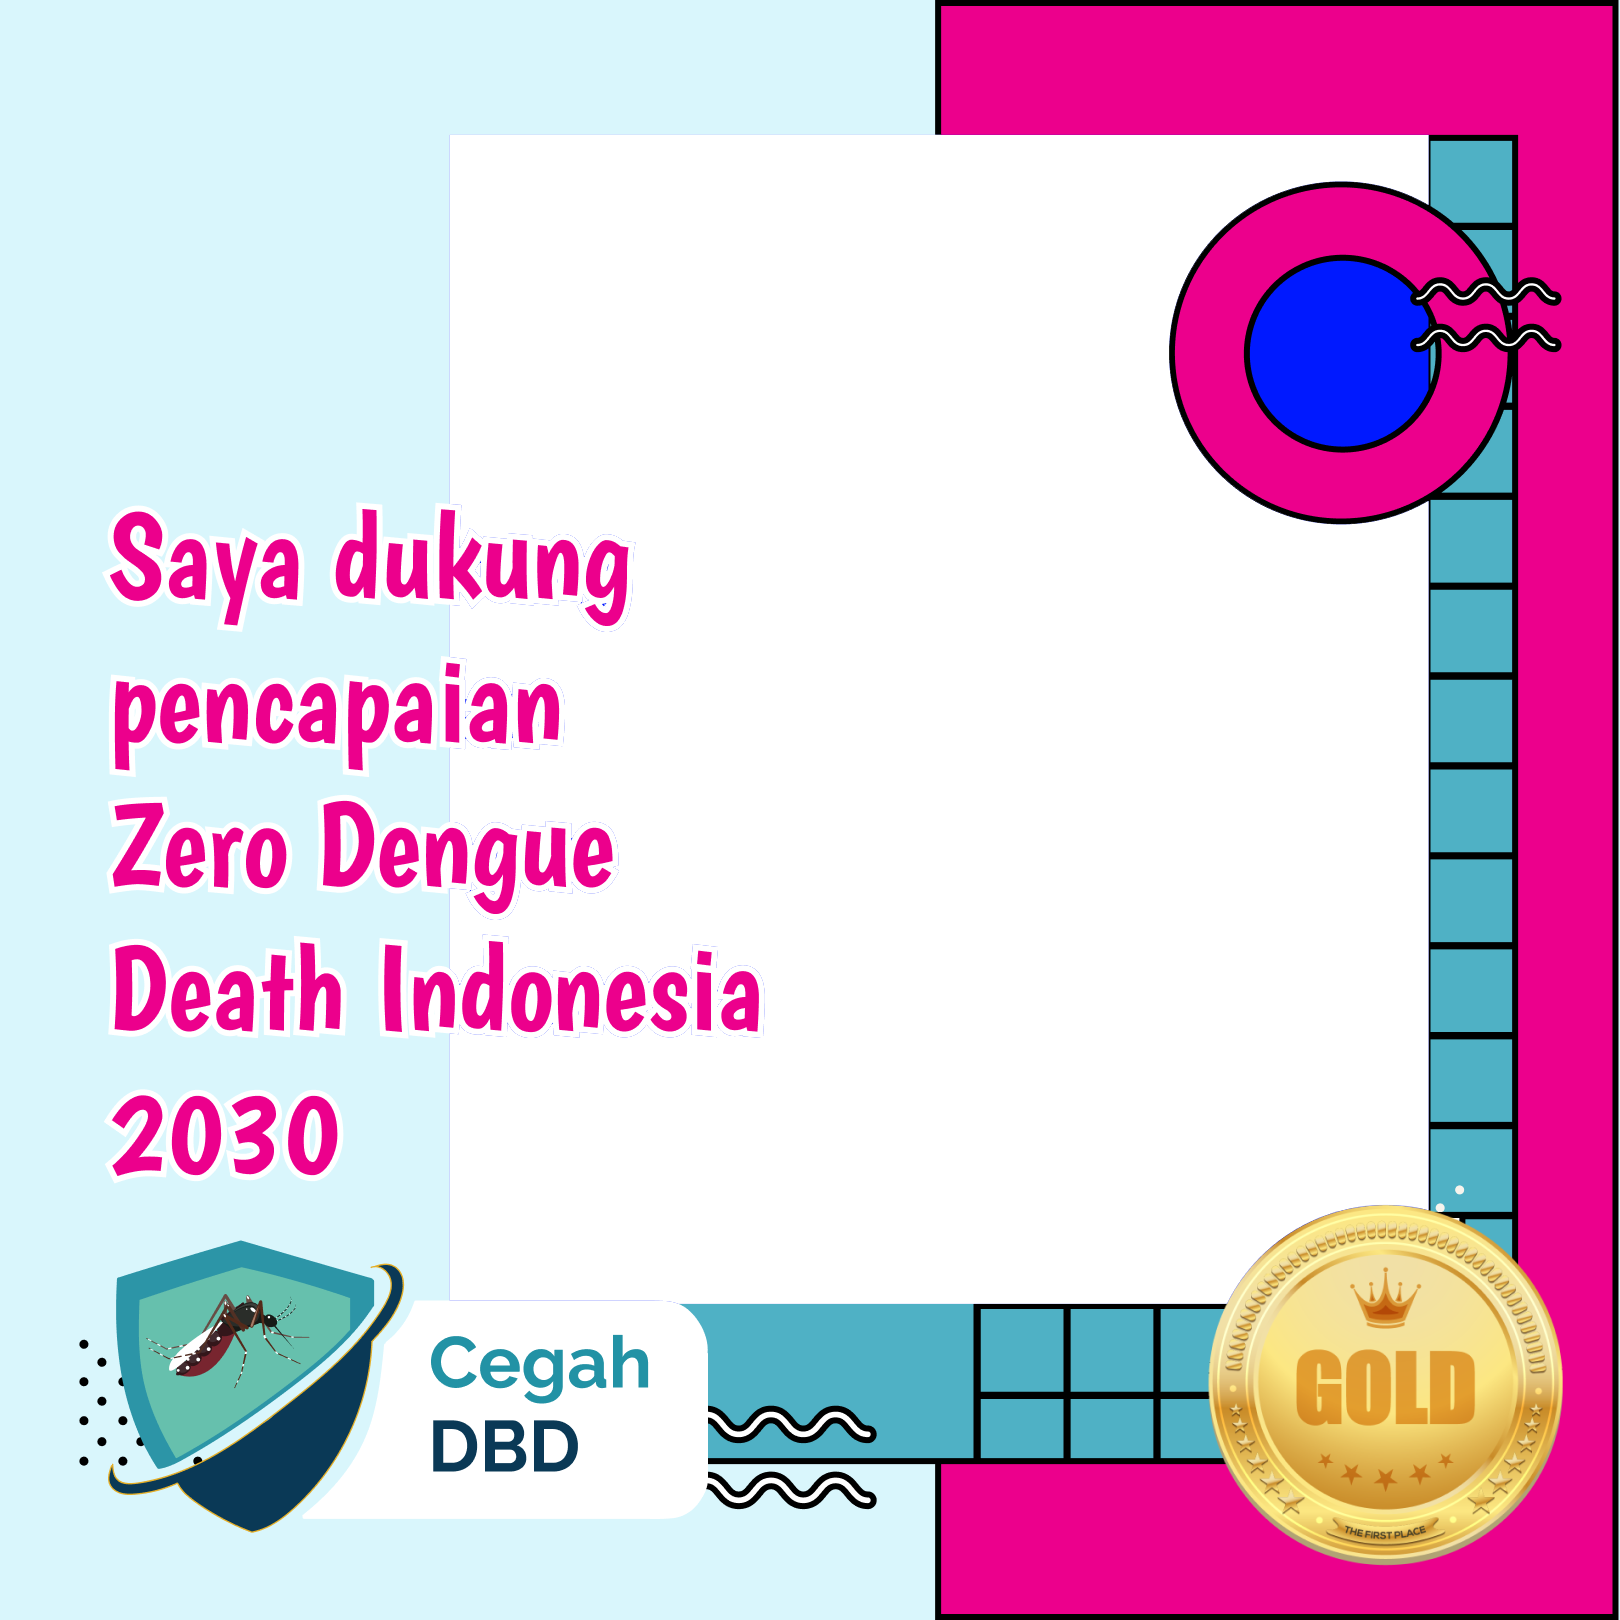 Saya dukung
pencapaian
Zero Dengue
Death Indonesia
2030
Cegah
DBD
GOLD
THE FIRST PLACE